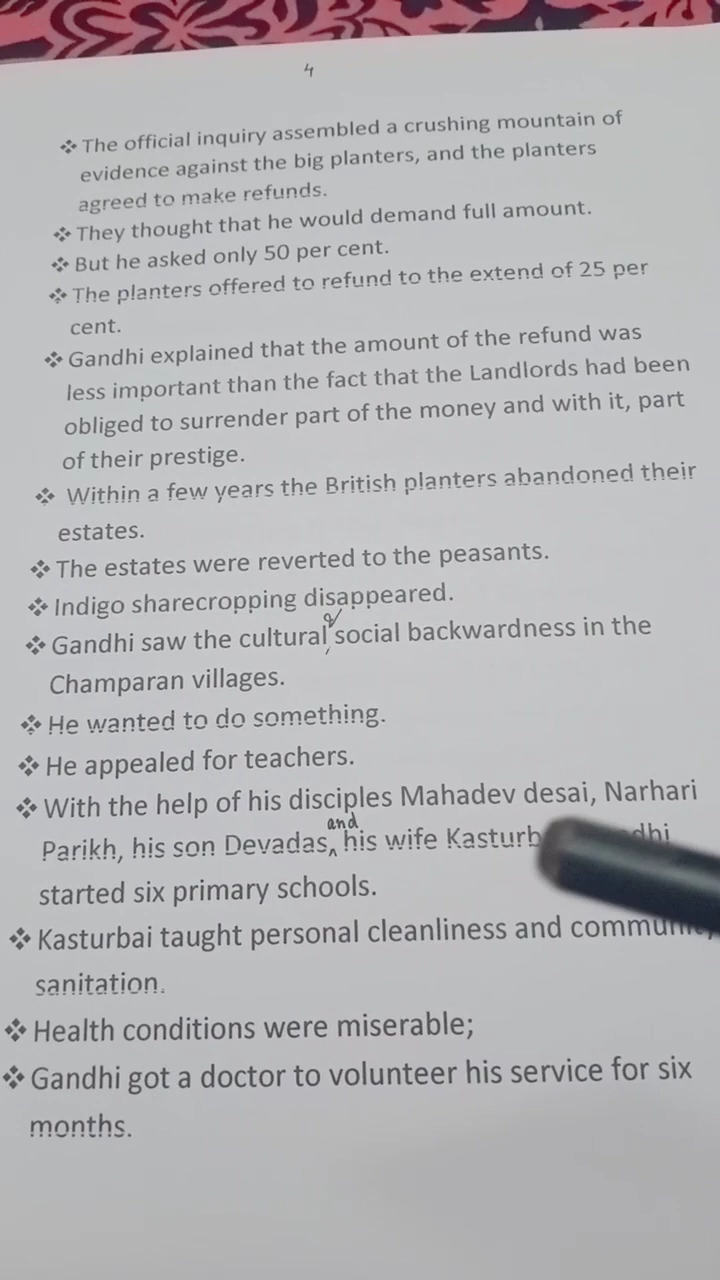 4
❖ The official inquiry assembled a crushing mountain of
evidence against the big planters, and the planters
agreed to make refunds.
❖ They thought that he would demand full amount.
❖ But he asked only 50 per cent.
❖ The planters offered to refund to the extend of 25 per
cent.
❖ Gandhi explained that the amount of the refund was
less important than the fact that the Landlords had been
obliged to surrender part of the money and with it, part
of their prestige.
❖ Within a few years the British planters abandoned their
estates.
❖ The estates were reverted to the peasants.
❖ Indigo sharecropping disappeared.
❖ Gandhi saw the cultural & social backwardness in the
Champaran villages.
❖ He wanted to do something.
❖ He appealed for teachers.
❖ With the help of his disciples Mahadev desai, Narhari
Parikh, his son Devadas, and his wife
started six primary schools.
❖ Kasturbai taught personal cleanliness and community
sanitation.
❖ Health conditions were miserable;
❖ Gandhi got a doctor to volunteer his service for six
months.